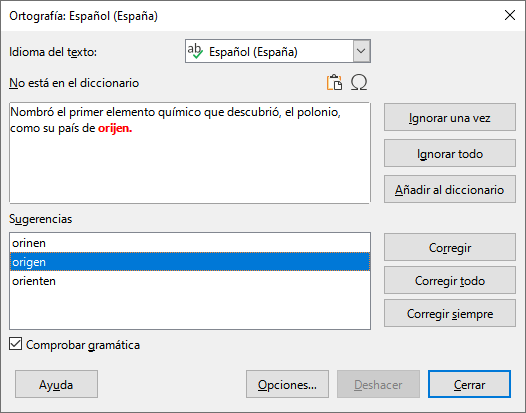 Ortografía: Español (España)
Idioma del texto:
Español (España)
No está en el diccionario
Nombró el primer elemento químico que descubrió, el polonio,
como su país de orijen.
Ignorar una vez
Ignorar todo
Añadir al diccionario
Sugerencias
orinen
origen
orienten
Corregir
Corregir todo
Corregir siempre
Comprobar gramática
Ayuda
Opciones...
Deshacer
Cerrar